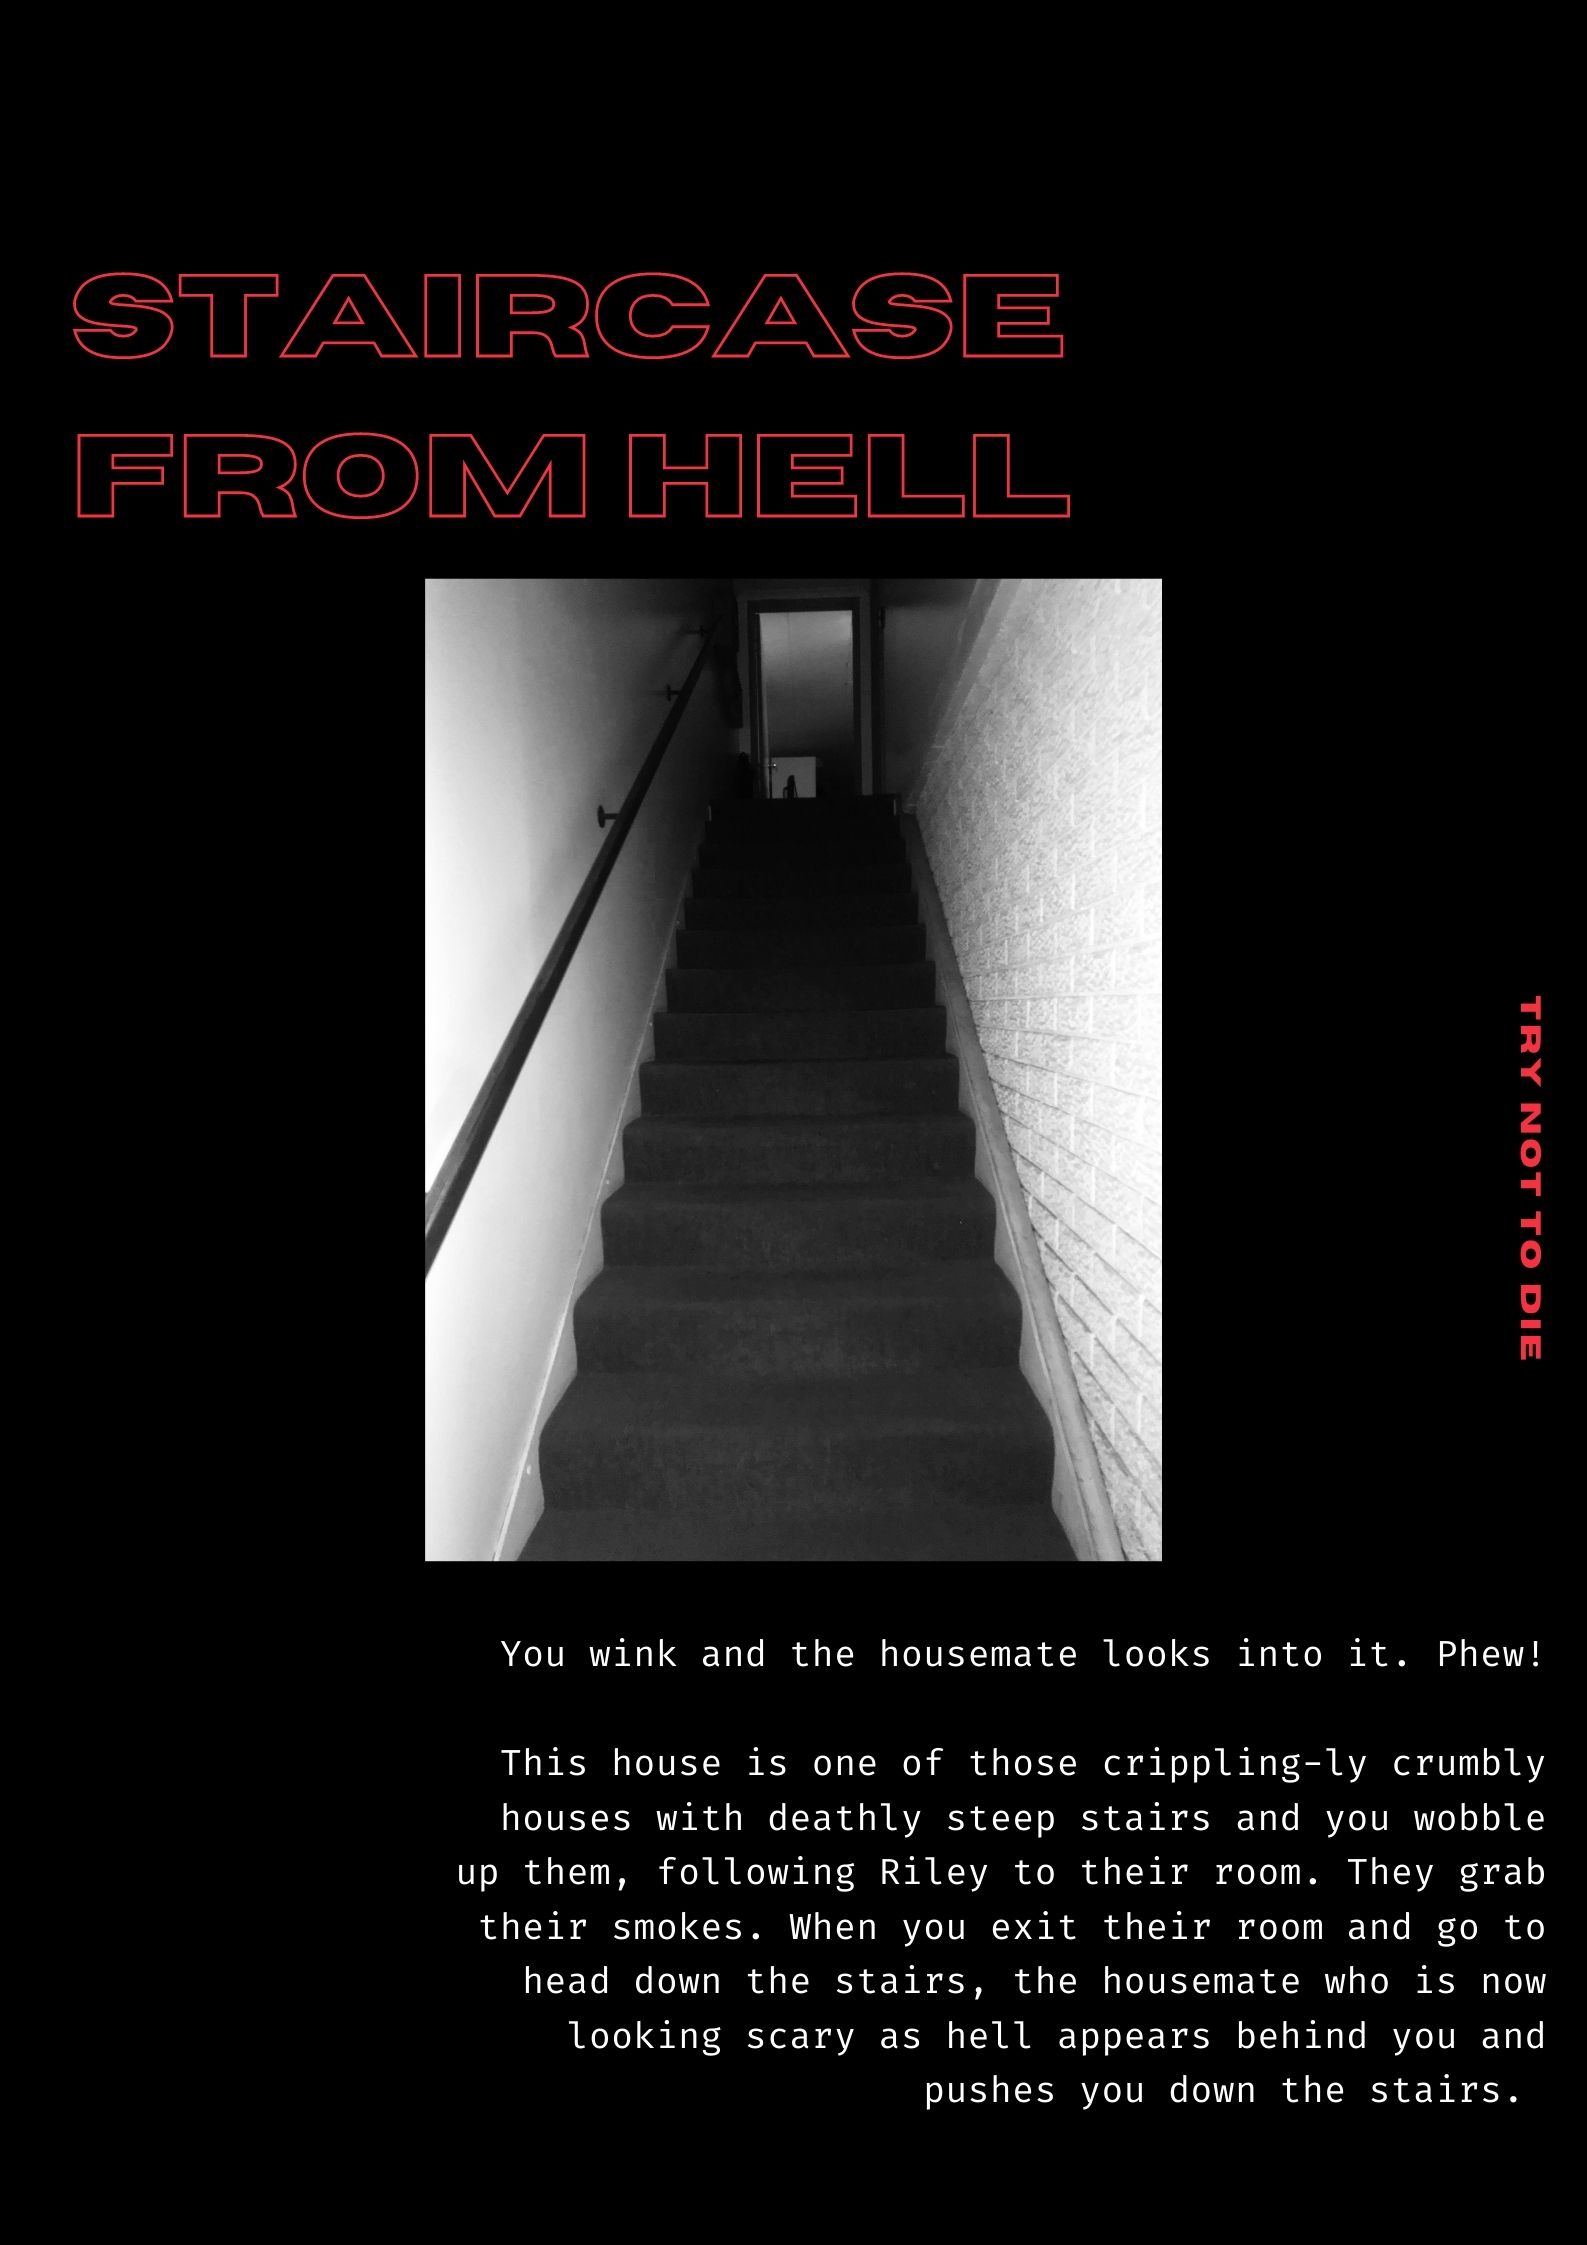 STAIRCASE
FROM HELL
TRY NOT TO DIE
You wink and the housemate looks into it. Phew!
This house is one of those crippling-ly crumbly
houses with deathly steep stairs and you wobble
up them, following Riley to their room. They grab
their smokes. When you exit their room and go to
head down the stairs, the housemate who is now
looking scary as hell appears behind you and
pushes you down the stairs.